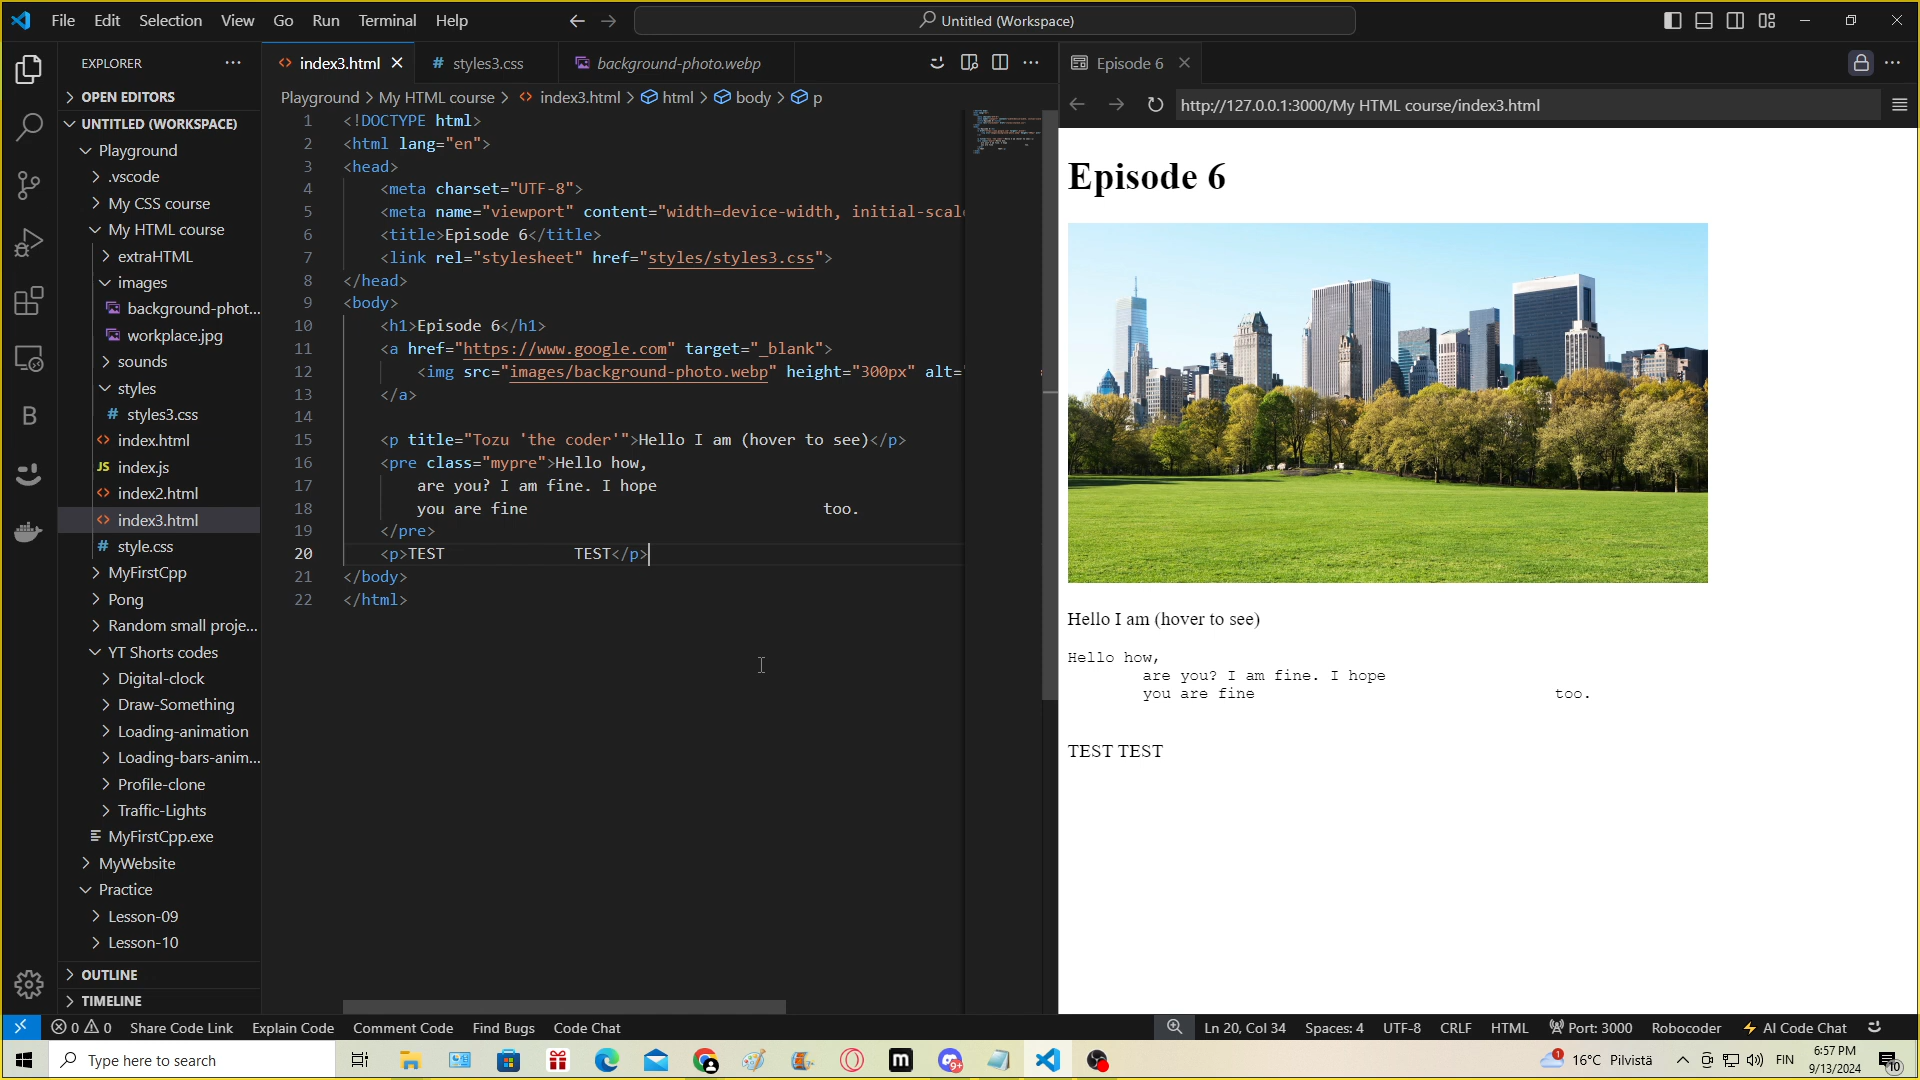 File Edit Selection View Go Run Terminal Help
Untitled (Workspace)
EXPLORER
OPEN EDITORS
UNTITLED (WORKSPACE)
Playground
.vscode
My CSS course
My HTML course
extraHTML
images
background-phot...
workplace.jpg
sounds
styles
# styles3.css
index.html
JS index.js
index2.html
index3.html
# style.css
MyFirstCpp
Pong
Random small proje...
YT Shorts codes
Digital-clock
Draw-Something
Loading-animation
Loading-bars-anim...
Profile-clone
Traffic-Lights
MyFirstCpp.exe
MyWebsite
Practice
Lesson-09
Lesson-10
OUTLINE
TIMELINE
index3.html # styles3.css background-photo.webp
Playground > My HTML course > index3.html > html > body > p
1 <!DOCTYPE html>
2 <html lang="en">
3 <head>
4 <meta charset="UTF-8">
5 <meta name="viewport" content="width=device-width, initial-scal
6 <title>Episode 6</title>
7 <link rel="stylesheet" href="styles/styles3.css">
8 </head>
9 <body>
10 <h1>Episode 6</h1>
11 <a href="https://www.google.com" target="_blank">
12 <img src="images/background-photo.webp" height="300px" alt="
13 </a>
14
15 <p title="Tozu 'the coder'">Hello I am (hover to see)</p>
16 <pre class="mypre">Hello how,
17 are you? I am fine. I hope
18 you are fine                                too.
19 </pre>
20 <p>TEST              TEST</p>
21 </body>
22 </html>
Episode 6
http://127.0.0.1:3000/My HTML course/index3.html
Episode 6
Hello I am (hover to see)
Hello how,
are you? I am fine. I hope
you are fine                                too.
TEST TEST
0 0 Share Code Link Explain Code Comment Code Find Bugs Code Chat
Ln 20, Col 34 Spaces: 4 UTF-8 CRLF HTML Port: 3000 Robocoder AI Code Chat
Type here to search
9+
1
16°C Pilvistä
FIN
6:57 PM
9/13/2024
10